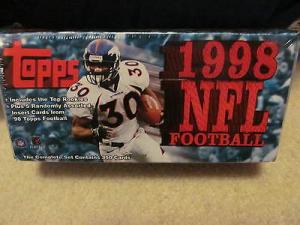 Topps
Includes the Top Rookies
Plus 5 Randomly Assorted
Insert Cards from
'98 Topps Football
30
30
1998
NFL
FOOTBALL
The Complete Set Contains 360 Cards